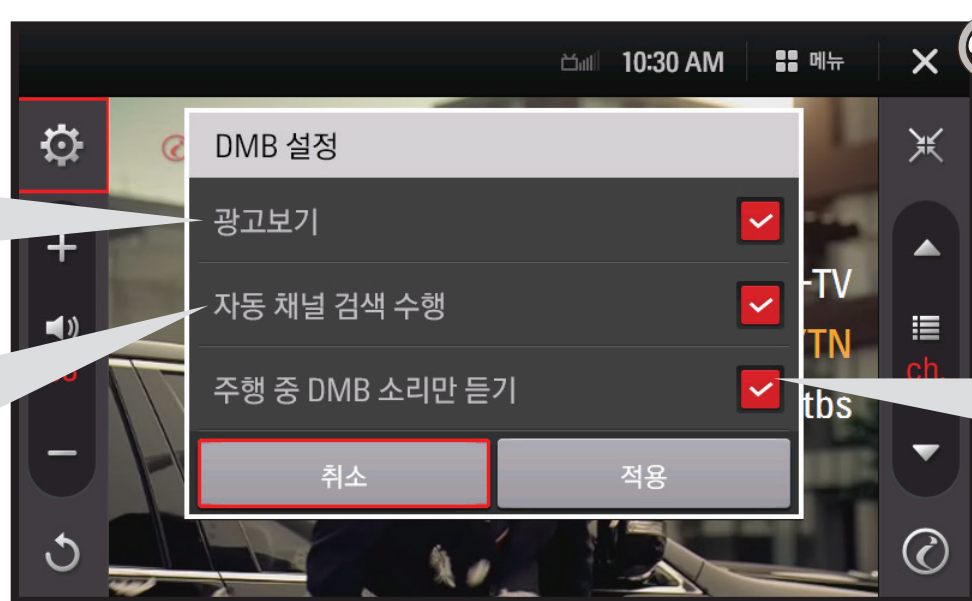 10:30 AM 메뉴
DMB 설정
광고보기
자동 채널 검색 수행
주행 중 DMB 소리만 듣기
취소 적용
-TV
TN
tbs
ch.